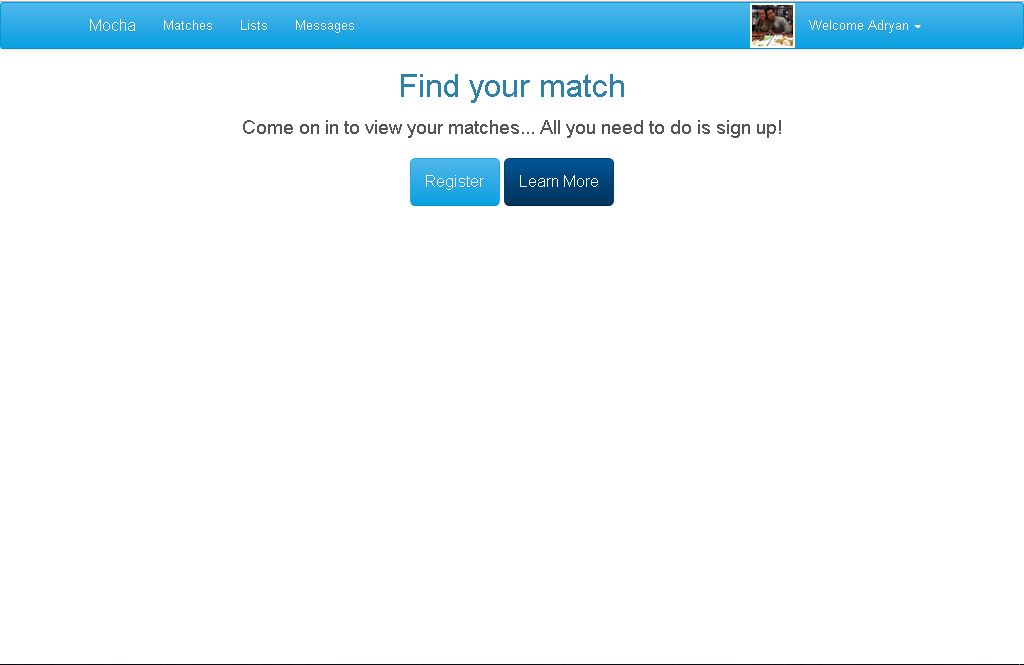 Mocha Matches Lists Messages Welcome Adryan
Find your match
Come on in to view your matches... All you need to do is sign up!
Register Learn More